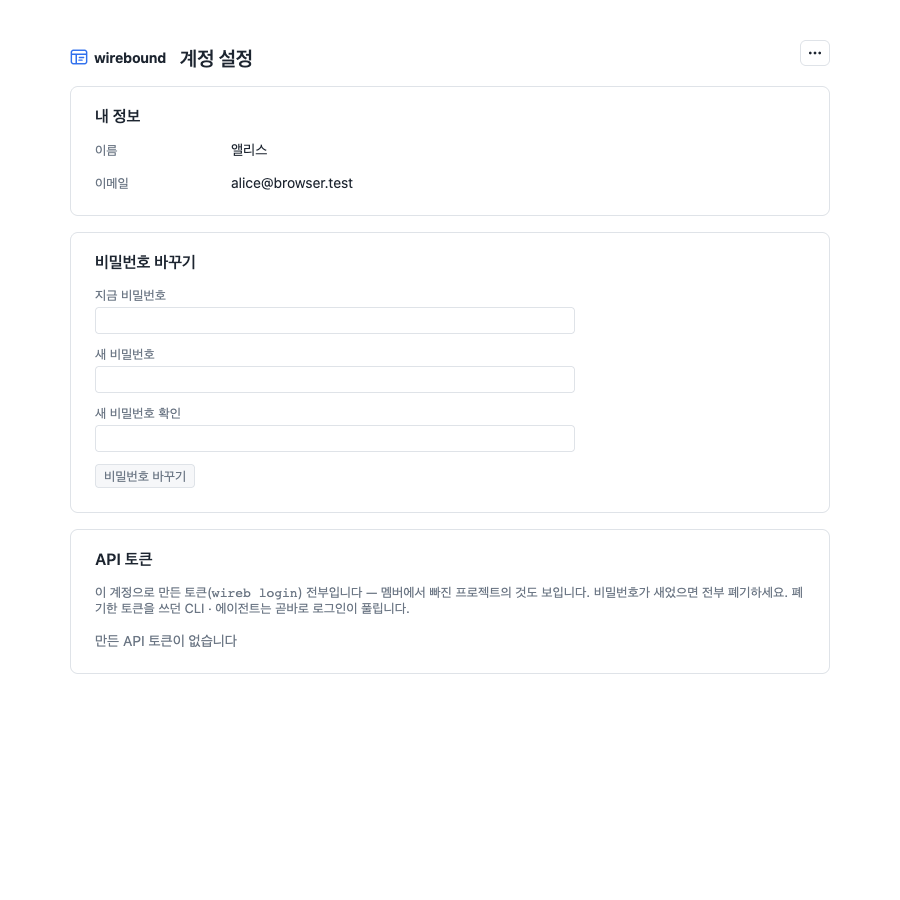 wirebound 계정 설정
내 정보
이름 앨리스
이메일 alice@browser.test
비밀번호 바꾸기
지금 비밀번호
새 비밀번호
새 비밀번호 확인
비밀번호 바꾸기
API 토큰
이 계정으로 만든 토큰(wireb login) 전부입니다 — 멤버에서 빠진 프로젝트의 것도 보입니다. 비밀번호가 새었으면 전부 폐기하세요. 폐
기한 토큰을 쓰던 CLI · 에이전트는 곧바로 로그인이 풀립니다.
만든 API 토큰이 없습니다